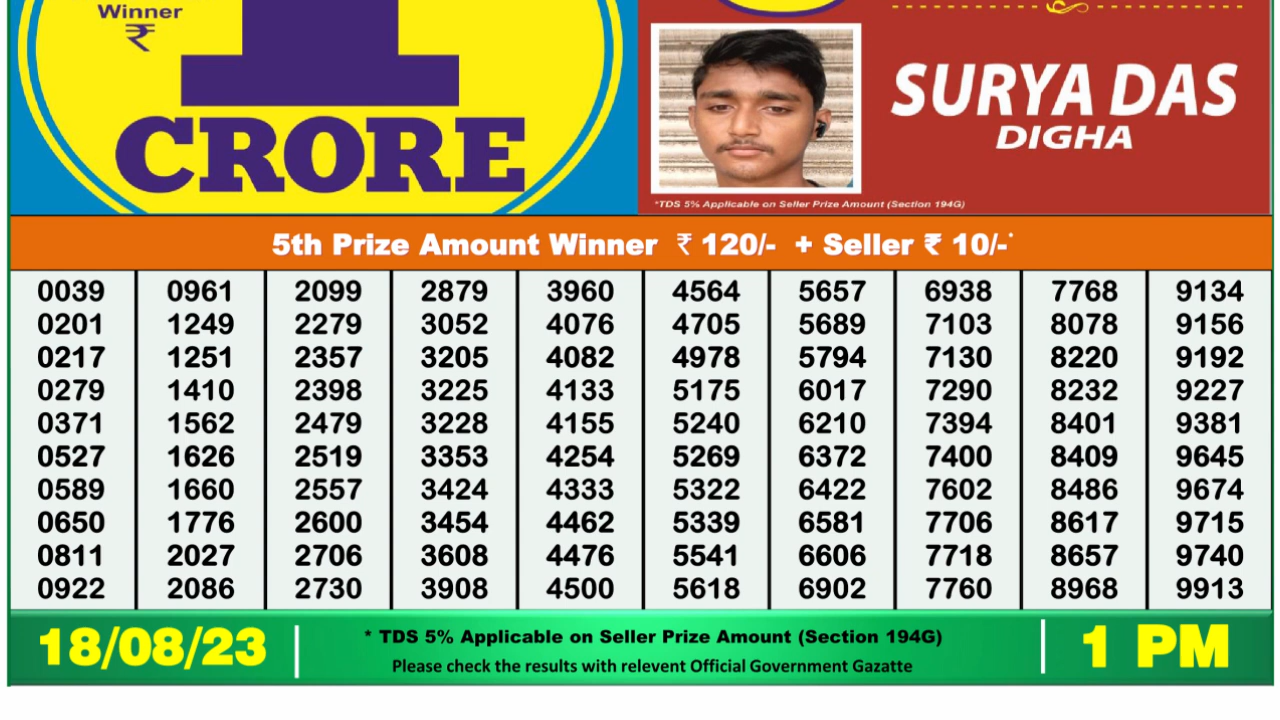 Winner
₹
1
CRORE
SURYA DAS
DIGHA
*TDS 5% Applicable on Seller Prize Amount (Section 194G)
5th Prize Amount Winner ₹ 120/- + Seller ₹ 10/-*
0039 0961 2099 2879 3960 4564 5657 6938 7768 9134
0201 1249 2279 3052 4076 4705 5689 7103 8078 9156
0217 1251 2357 3205 4082 4978 5794 7130 8220 9192
0279 1410 2398 3225 4133 5175 6017 7290 8232 9227
0371 1562 2479 3228 4155 5240 6210 7394 8401 9381
0527 1626 2519 3353 4254 5269 6372 7400 8409 9645
0589 1660 2557 3424 4333 5322 6422 7602 8486 9674
0650 1776 2600 3454 4462 5339 6581 7706 8617 9715
0811 2027 2706 3608 4476 5541 6606 7718 8657 9740
0922 2086 2730 3908 4500 5618 6902 7760 8968 9913
18/08/23
* TDS 5% Applicable on Seller Prize Amount (Section 194G)
Please check the results with relevent Official Government Gazatte
1 PM